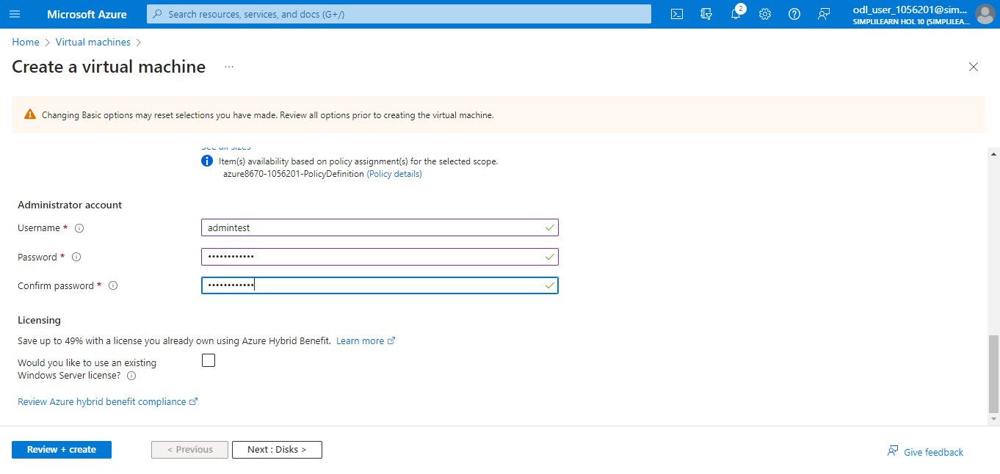 Microsoft Azure
Search resources, services, and docs (G+/)
2
odl_user_1056201@sim...
SIMPLILEARN HOL 10 (SIMPLILEA...
Home > Virtual machines >
Create a virtual machine ...
Changing Basic options may reset selections you have made. Review all options prior to creating the virtual machine.
See all sizes
Item(s) availability based on policy assignment(s) for the selected scope.
azure8670-1056201-PolicyDefinition (Policy details)
Administrator account
Username *
admintest
Password *
••••••••••••
Confirm password *
••••••••••••
Licensing
Save up to 49% with a license you already own using Azure Hybrid Benefit. Learn more
Would you like to use an existing
Windows Server license?
Review Azure hybrid benefit compliance
Review + create
< Previous
Next : Disks >
Give feedback